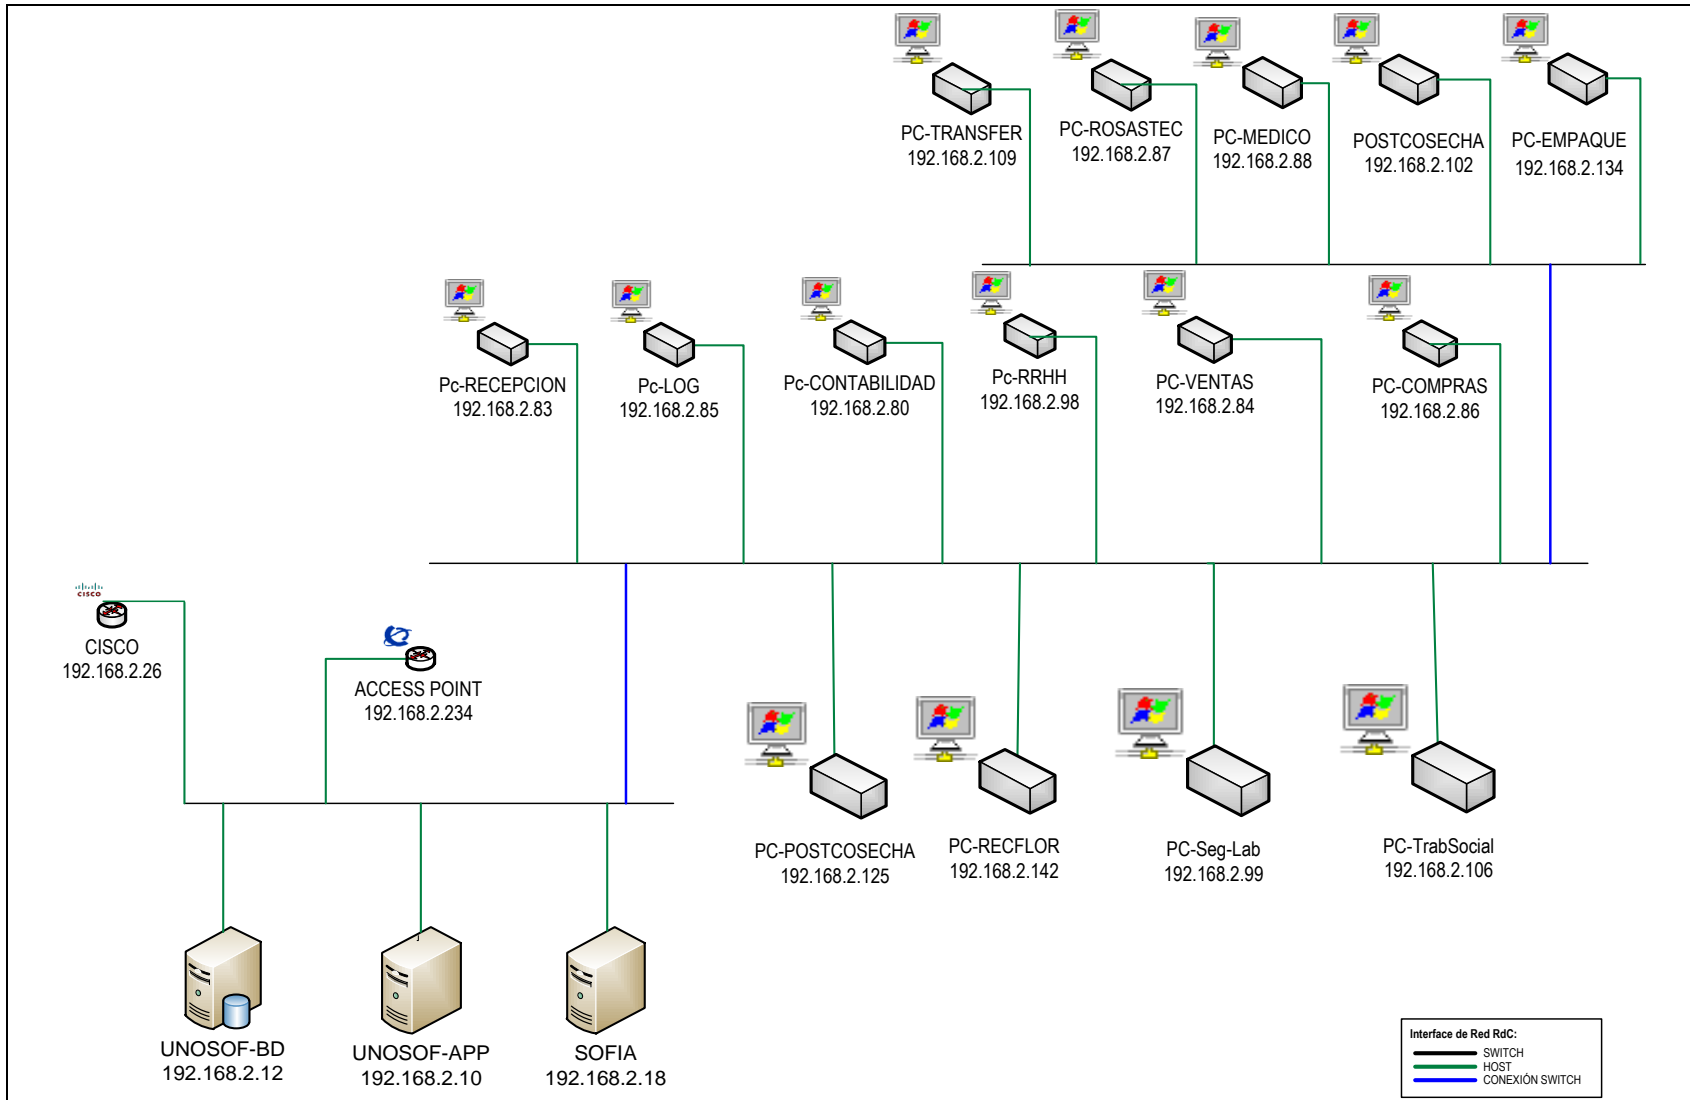 PC-TRANSFER
192.168.2.109
PC-ROSASTEC
192.168.2.87
PC-MEDICO
192.168.2.88
POSTCOSECHA
192.168.2.102
PC-EMPAQUE
192.168.2.134
Pc-RECEPCION
192.168.2.83
Pc-LOG
192.168.2.85
Pc-CONTABILIDAD
192.168.2.80
Pc-RRHH
192.168.2.98
PC-VENTAS
192.168.2.84
PC-COMPRAS
192.168.2.86
CISCO
CISCO
192.168.2.26
ACCESS POINT
192.168.2.234
PC-POSTCOSECHA
192.168.2.125
PC-RECFLOR
192.168.2.142
PC-Seg-Lab
192.168.2.99
PC-TrabSocial
192.168.2.106
UNOSOF-BD
192.168.2.12
UNOSOF-APP
192.168.2.10
SOFIA
192.168.2.18
Interface de Red RdC:
SWITCH
HOST
CONEXIÓN SWITCH